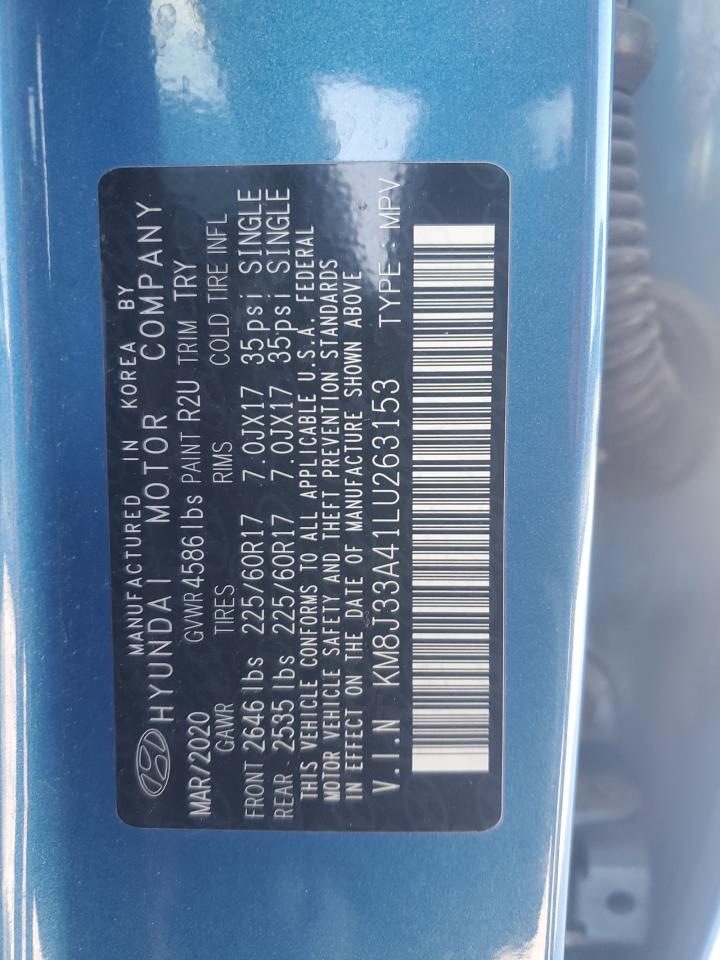 MANUFACTURED IN KOREA BY
HYUNDAI MOTOR COMPANY
MAR/2020 GVWR 4586 lbs PAINT R2U TRIM TRY
GAWR TIRES RIMS COLD TIRE INFL
FRONT 2646 lbs 225/60R17 7.0JX17 35psi SINGLE
REAR 2535 lbs 225/60R17 7.0JX17 35psi SINGLE
THIS VEHICLE CONFORMS TO ALL APPLICABLE U.S.A. FEDERAL
MOTOR VEHICLE SAFETY AND THEFT PREVENTION STANDARDS
IN EFFECT ON THE DATE OF MANUFACTURE SHOWN ABOVE
V.I.N KM8J33A41LU263153 TYPE : MPV